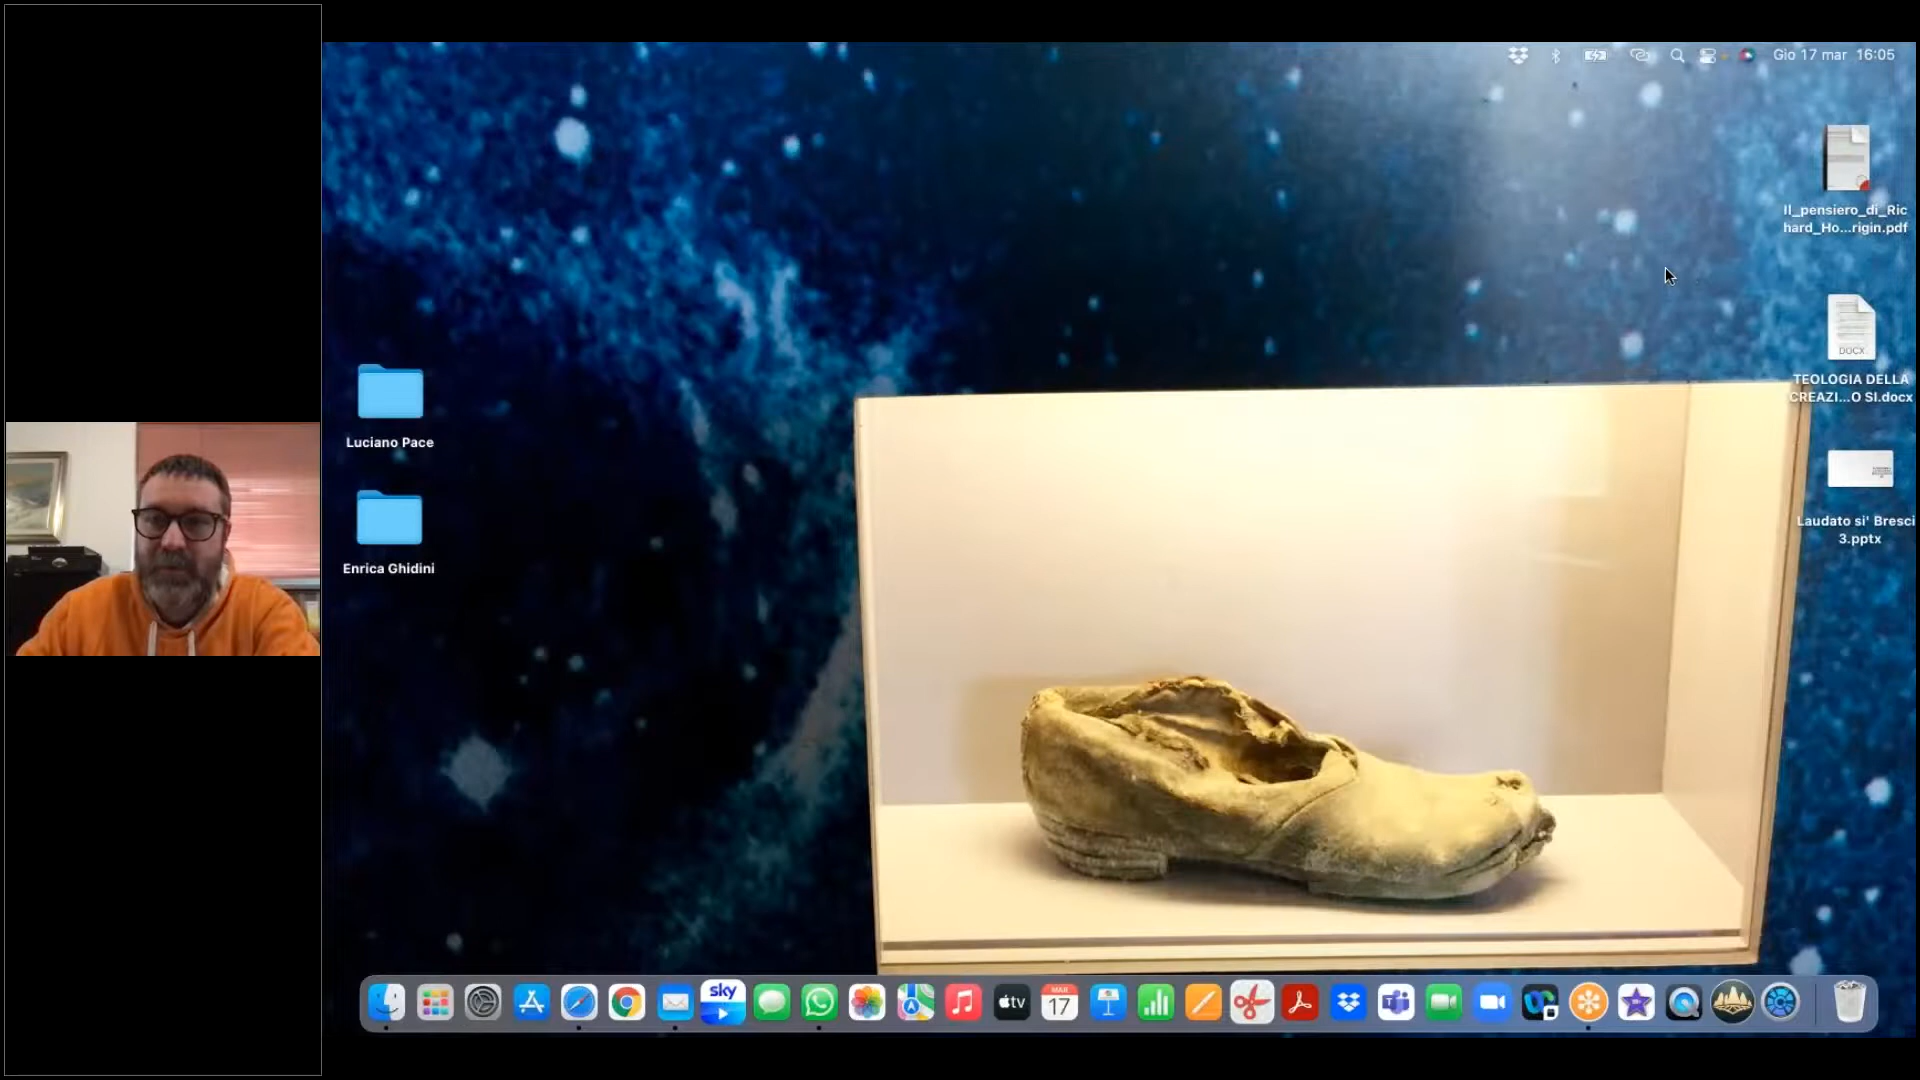 Gio 17 mar 16:05
Il_pensiero_di_Ric
hard_Ho...rigin.pdf
DOCX
TEOLOGIA DELLA
CREAZI...O SI.docx
Laudato si' Bresci
3.pptx
Luciano Pace
Enrica Ghidini
sky
tv
MAR
17